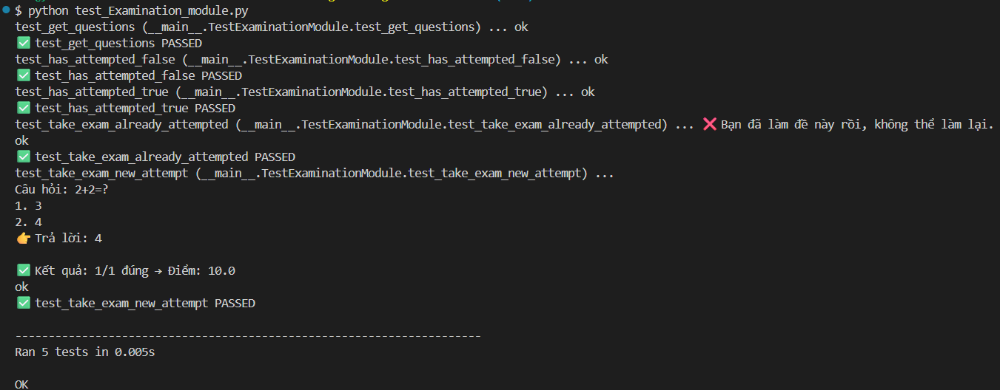 $ python test_Examination_module.py
test_get_questions (__main__.TestExaminationModule.test_get_questions) ... ok
✅ test_get_questions PASSED
test_has_attempted_false (__main__.TestExaminationModule.test_has_attempted_false) ... ok
✅ test_has_attempted_false PASSED
test_has_attempted_true (__main__.TestExaminationModule.test_has_attempted_true) ... ok
✅ test_has_attempted_true PASSED
test_take_exam_already_attempted (__main__.TestExaminationModule.test_take_exam_already_attempted) ... ❌ Bạn đã làm đề này rồi, không thể làm lại.
ok
✅ test_take_exam_already_attempted PASSED
test_take_exam_new_attempt (__main__.TestExaminationModule.test_take_exam_new_attempt) ...
Câu hỏi: 2+2=?
1. 3
2. 4
👉 Trả lời: 4
✅ Kết quả: 1/1 đúng → Điểm: 10.0
ok
✅ test_take_exam_new_attempt PASSED
----------------------------------------------------------------------
Ran 5 tests in 0.005s
OK